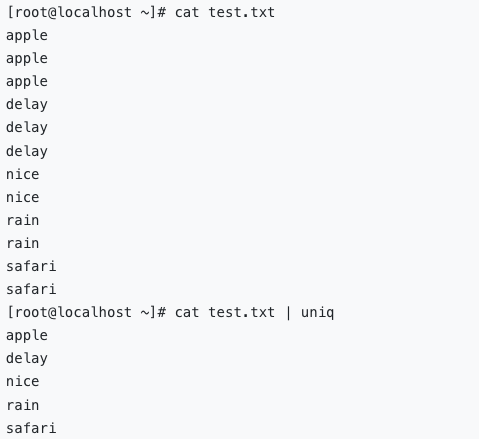 [root@localhost ~]# cat test.txt
apple
apple
apple
delay
delay
delay
nice
nice
rain
rain
safari
safari
[root@localhost ~]# cat test.txt | uniq
apple
delay
nice
rain
safari